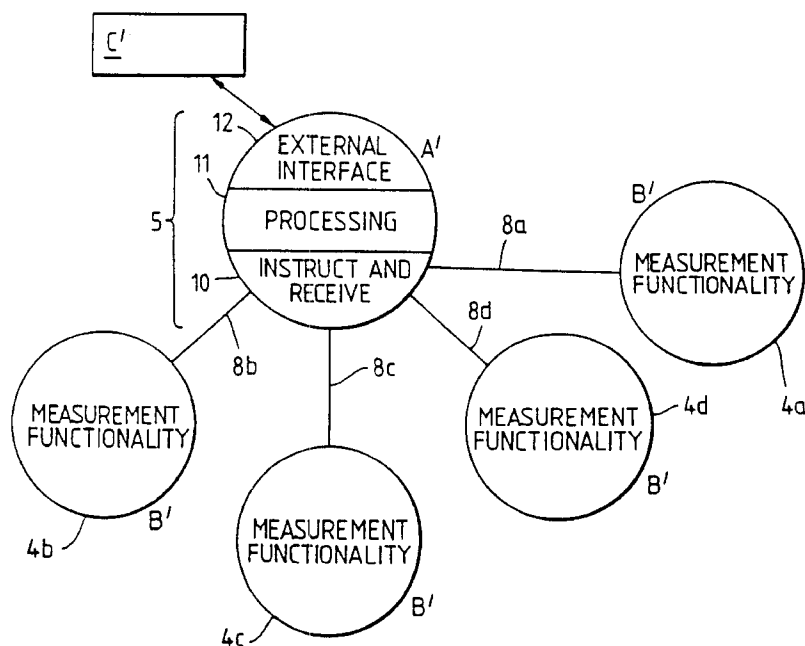 C'
12
EXTERNAL
INTERFACE
A'
11
5
PROCESSING
10
INSTRUCT AND
RECEIVE
8a
B'
MEASUREMENT
FUNCTIONALITY
4a
8b
8c
8d
MEASUREMENT
FUNCTIONALITY
B'
4b
MEASUREMENT
FUNCTIONALITY
4d
B'
MEASUREMENT
FUNCTIONALITY
B'
4c